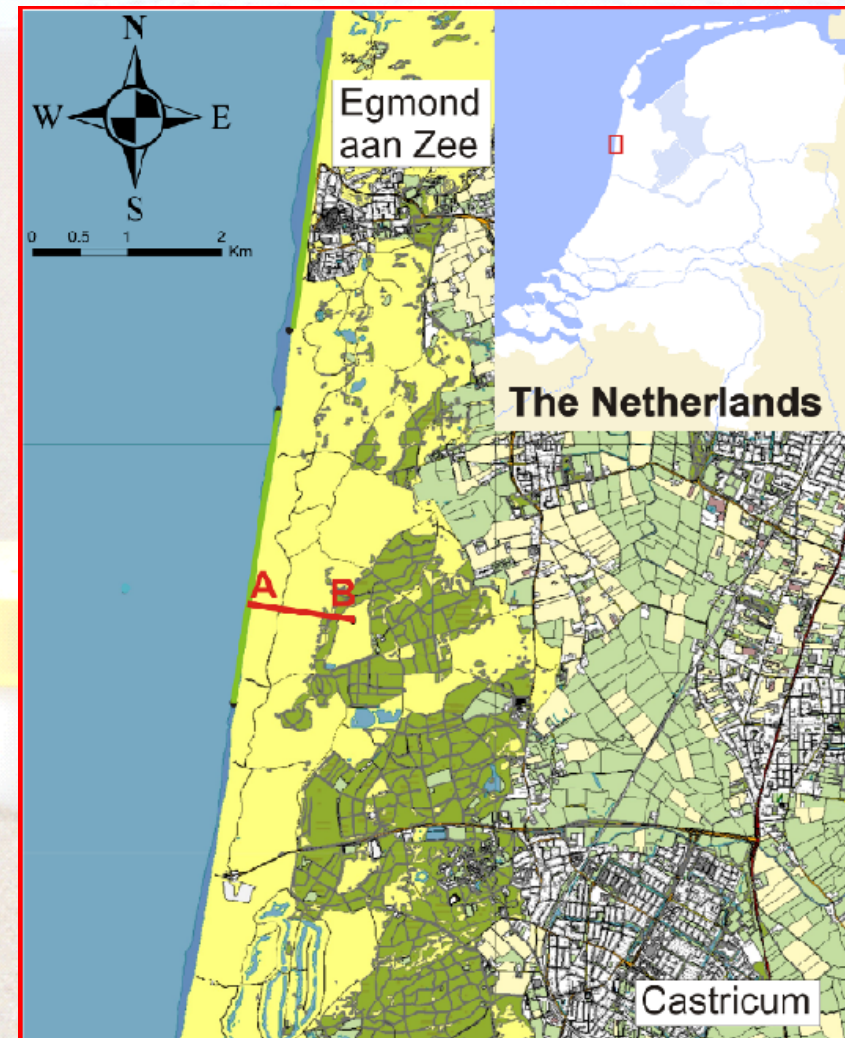 N
W E
S
0 0.5 1 2
Km
Egmond
aan Zee
The Netherlands
A B
Castricum